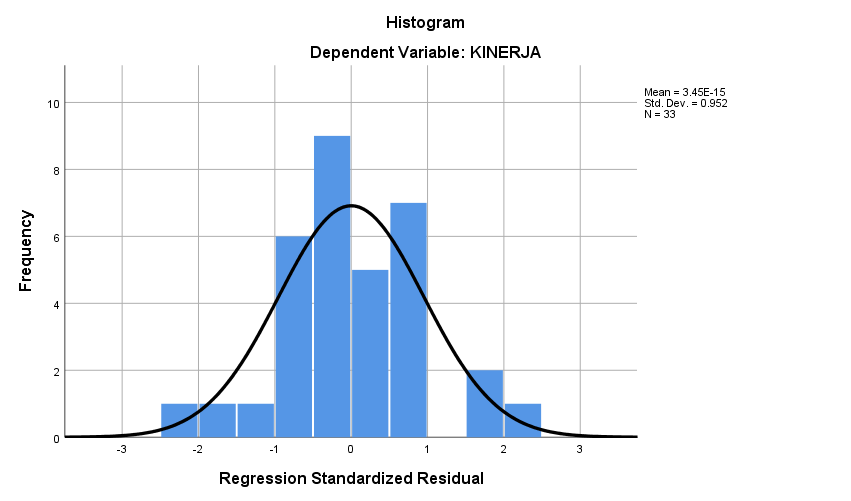 Histogram
Dependent Variable: KINERJA
Mean = 3.45E-15
Std. Dev. = 0.952
N = 33
Frequency
10
8
6
4
2
0
-3 -2 -1 0 1 2 3
Regression Standardized Residual